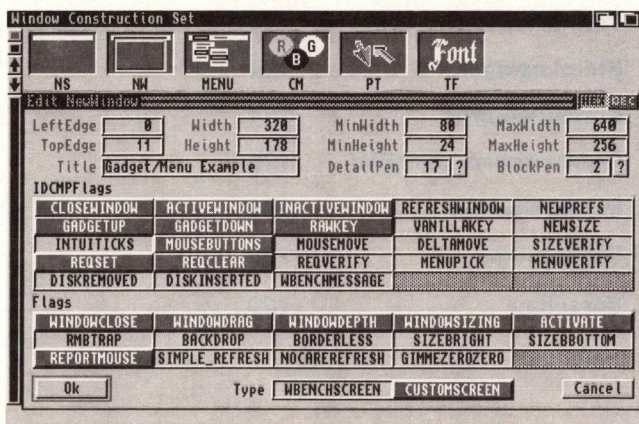 Window Construction Set
R G B
Font
NS NW MENU CM PT TF
Edit NewWindow HEX DEC
LeftEdge 0 Width 320 MinWidth 80 MaxWidth 640
TopEdge 11 Height 178 MinHeight 24 MaxHeight 256
Title Gadget/Menu Example DetailPen 17 ? BlockPen 2 ?
IDCMPFlags
CLOSEWINDOW ACTIVEWINDOW INACTIVEWINDOW REFRESHWINDOW NEWPREFS
GADGETUP GADGETDOWN RAWKEY VANILLAKEY NEWSIZE
INTUITICKS MOUSEBUTTONS MOUSEMOVE DELTAMOVE SIZEVERIFY
REQSET REQCLEAR REQVERIFY MENUPICK MENUVERIFY
DISKREMOVED DISKINSERTED WBENCHMESSAGE
Flags
WINDOWCLOSE WINDOWDRAG WINDOWDEPTH WINDOWSIZING ACTIVATE
RMBTRAP BACKDROP BORDERLESS SIZEBRIGHT SIZEBBOTTOM
REPORTMOUSE SIMPLE_REFRESH NOCAREREFRESH GIMMEZEROZERO
Ok Type WBENCHSCREEN CUSTOMSCREEN Cancel